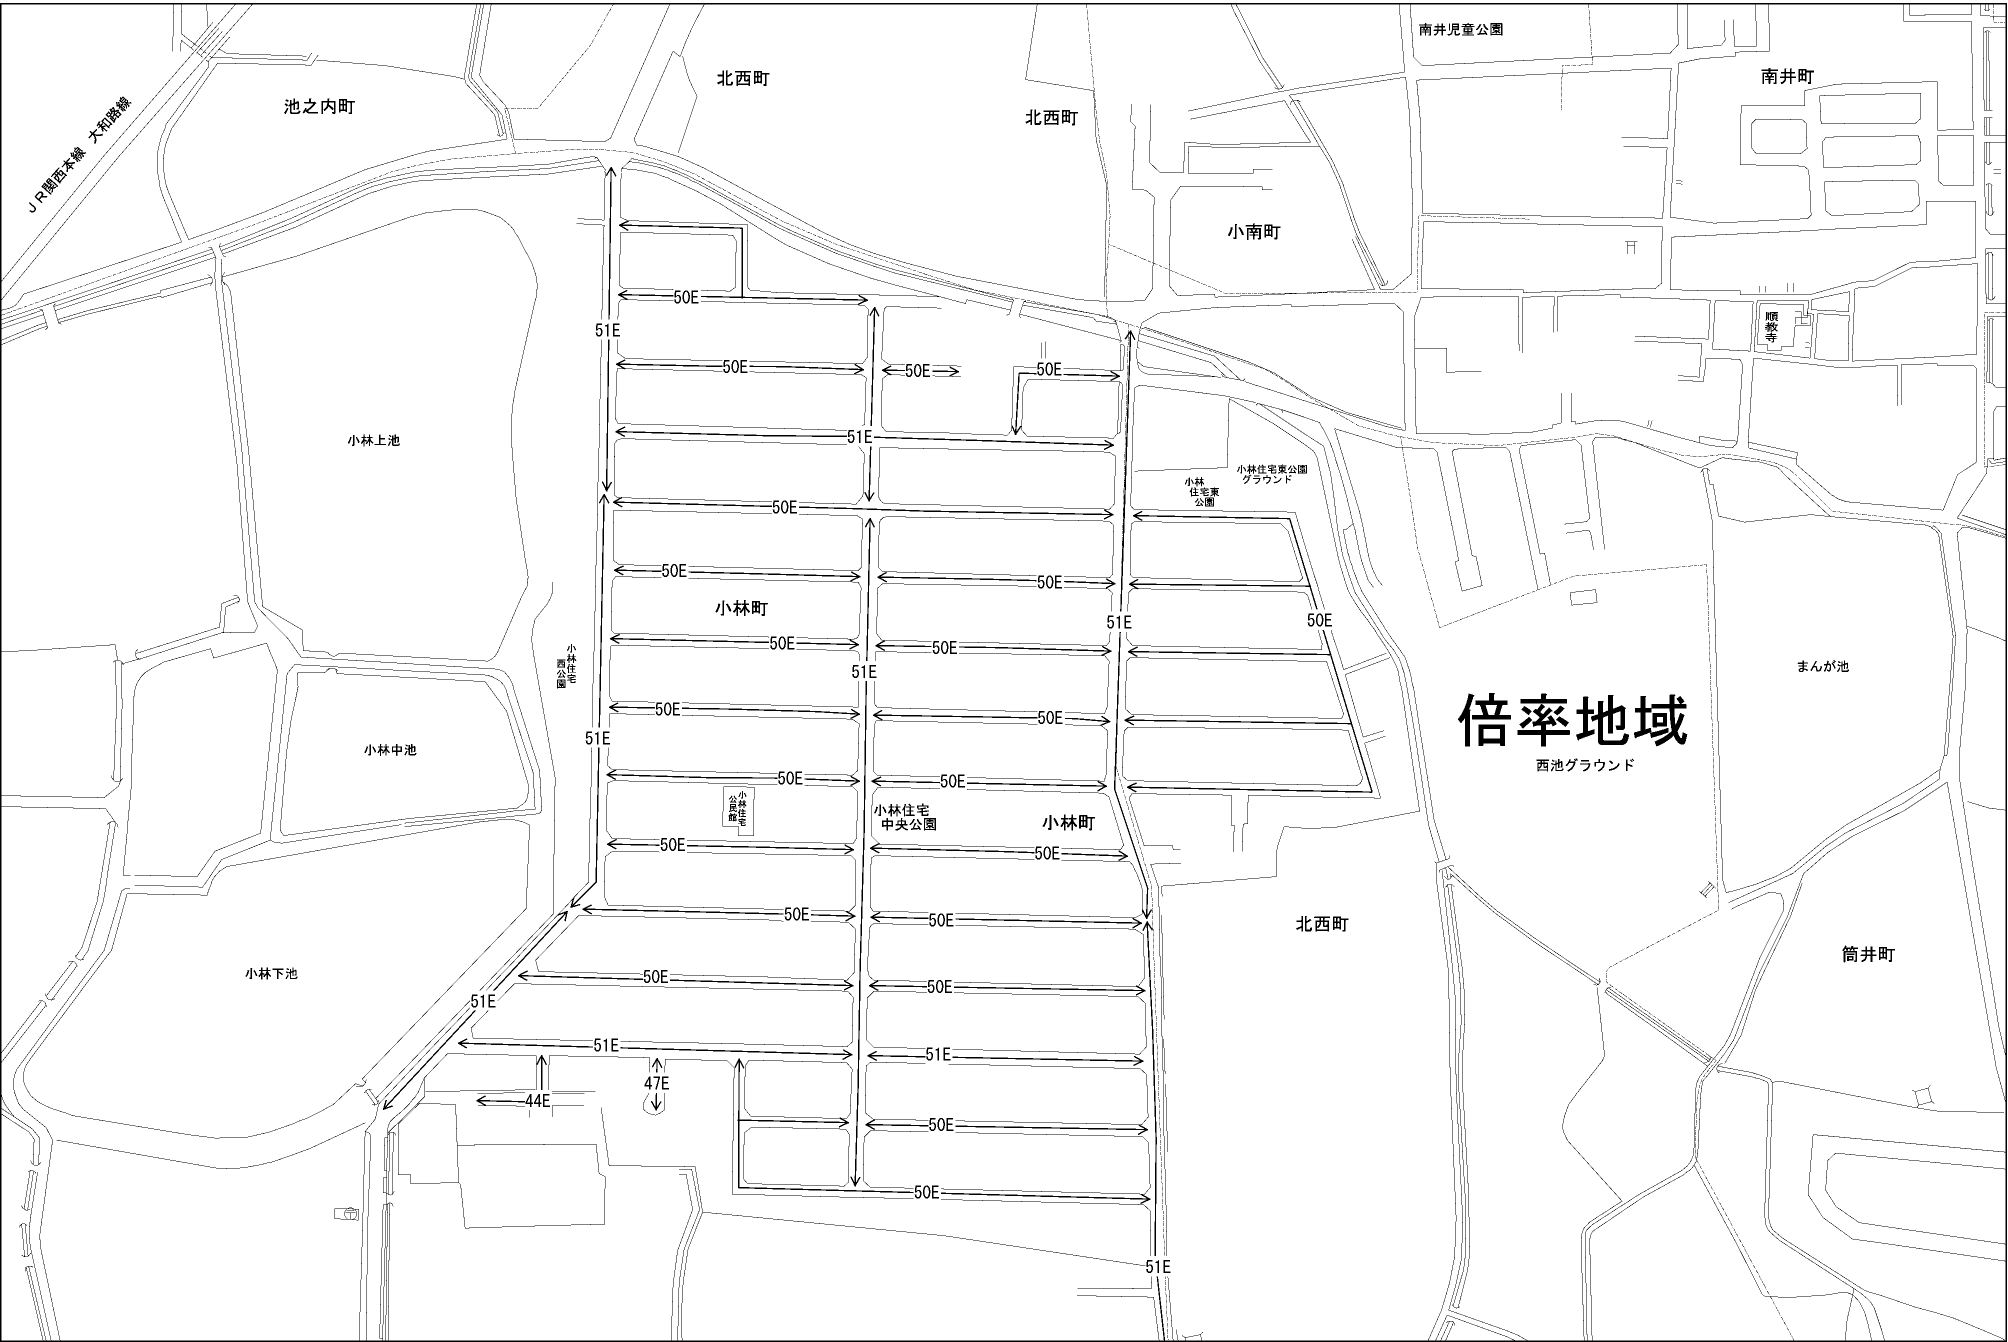 南井児童公園
北西町
南井町
池之内町
北西町
大和路線
JR関西本線
小南町
50E
順教寺
51E
50E
50E
50E
51E
小林上池
小林住宅東公園
グラウンド
小林
住宅東
公園
50E
50E
50E
小林町
50E
51E
50E
50E
小林住宅
西公園
51E
まんが池
50E
50E
倍率地域
51E
小林中池
西池グラウンド
50E
50E
小林住宅
公民館
小林住宅
中央公園
小林町
50E
50E
50E
50E
北西町
筒井町
小林下池
50E
50E
51E
51E
51E
47E
44E
50E
50E
51E